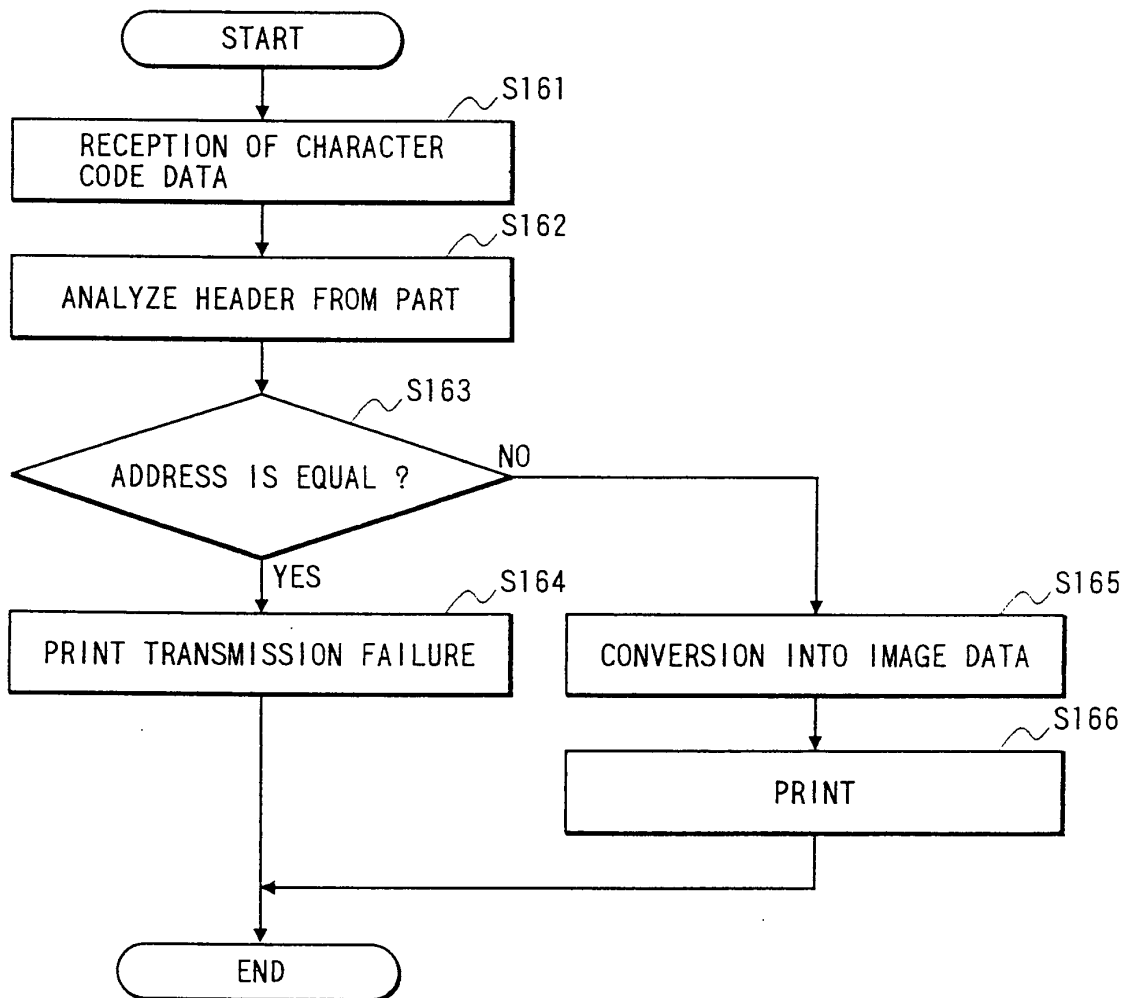 START
S161
RECEPTION OF CHARACTER
CODE DATA
S162
ANALYZE HEADER FROM PART
S163
ADDRESS IS EQUAL ?
NO
YES
S164
PRINT TRANSMISSION FAILURE
S165
CONVERSION INTO IMAGE DATA
S166
PRINT
END